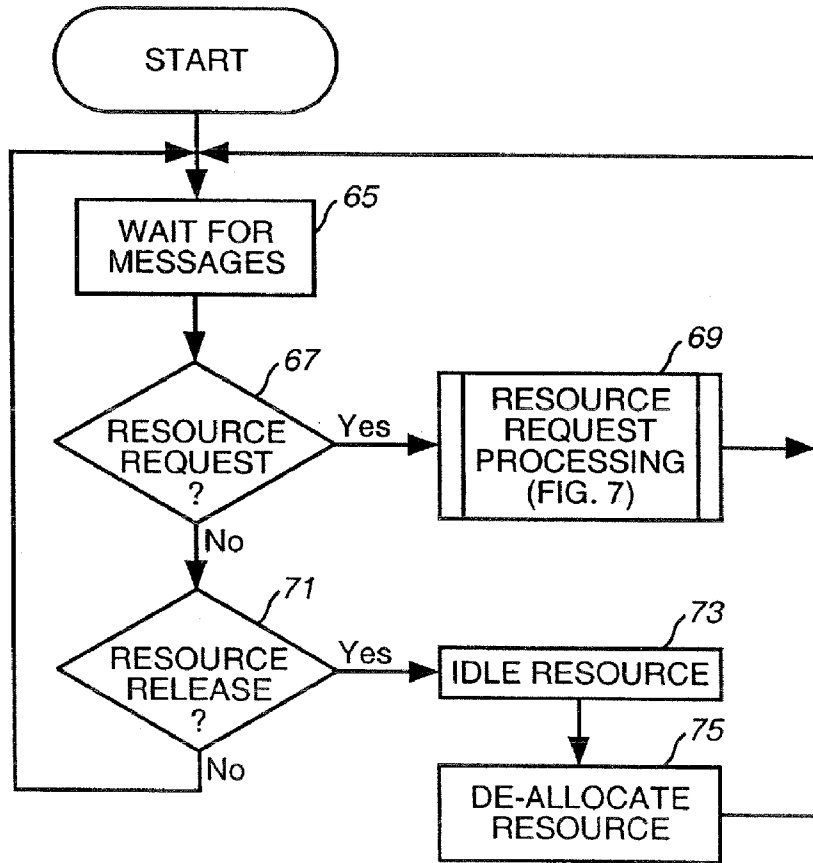 START
65
WAIT FOR
MESSAGES
67
RESOURCE
REQUEST
?
Yes
No
69
RESOURCE
REQUEST
PROCESSING
(FIG. 7)
71
RESOURCE
RELEASE
?
Yes
No
73
IDLE RESOURCE
75
DE-ALLOCATE
RESOURCE